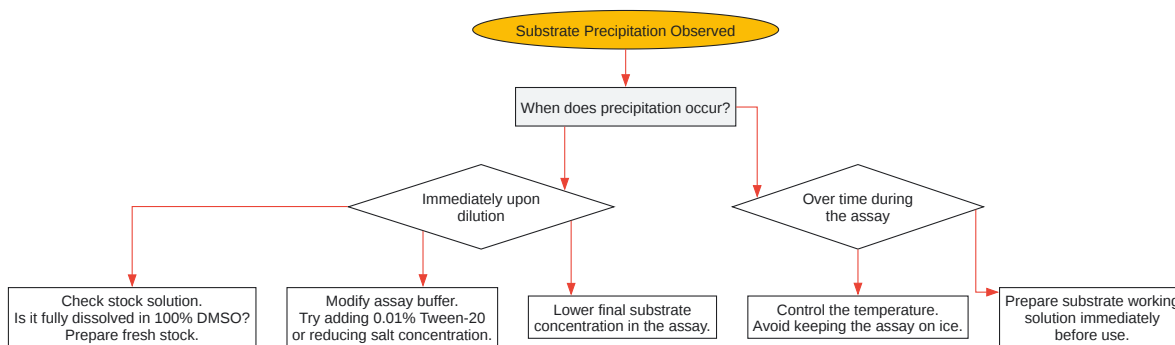 Substrate Precipitation Observed
When does precipitation occur?
Immediately upon
dilution
Over time during
the assay
Check stock solution.
Is it fully dissolved in 100% DMSO?
Prepare fresh stock.
Modify assay buffer.
Try adding 0.01% Tween-20
or reducing salt concentration.
Lower final substrate
concentration in the assay.
Control the temperature.
Avoid keeping the assay on ice.
Prepare substrate working
solution immediately
before use.